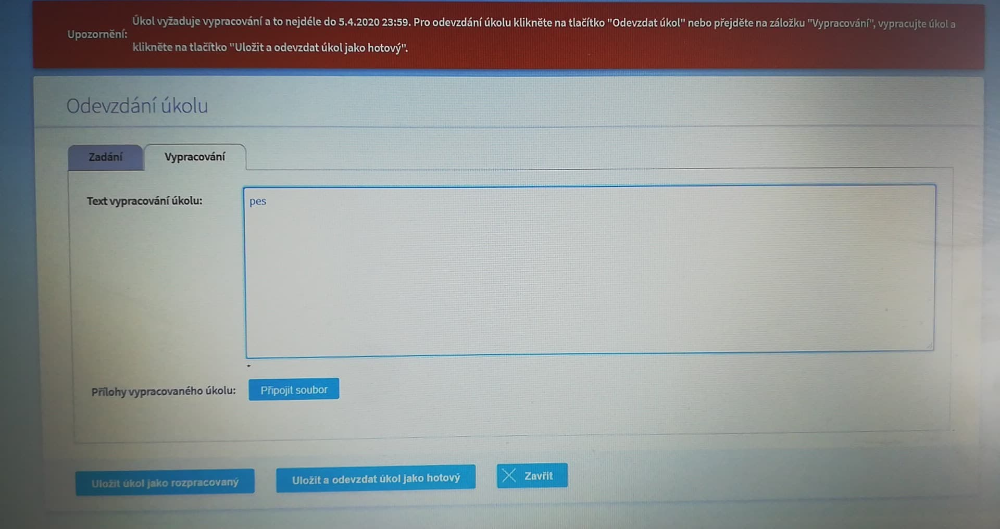 Úkol vyžaduje vypracování a to nejdéle do 5.4.2020 23:59. Pro odevzdání úkolu klikněte na tlačítko "Odevzdat úkol" nebo přejděte na záložku "Vypracování", vypracujte úkol a
Upozornění:
klikněte na tlačítko "Uložit a odevzdat úkol jako hotový".
Odevzdání úkolu
Zadání Vypracování
Text vypracování úkolu: pes
Přílohy vypracovaného úkolu: Připojit soubor
Uložit úkol jako rozpracovaný Uložit a odevzdat úkol jako hotový Zavřít